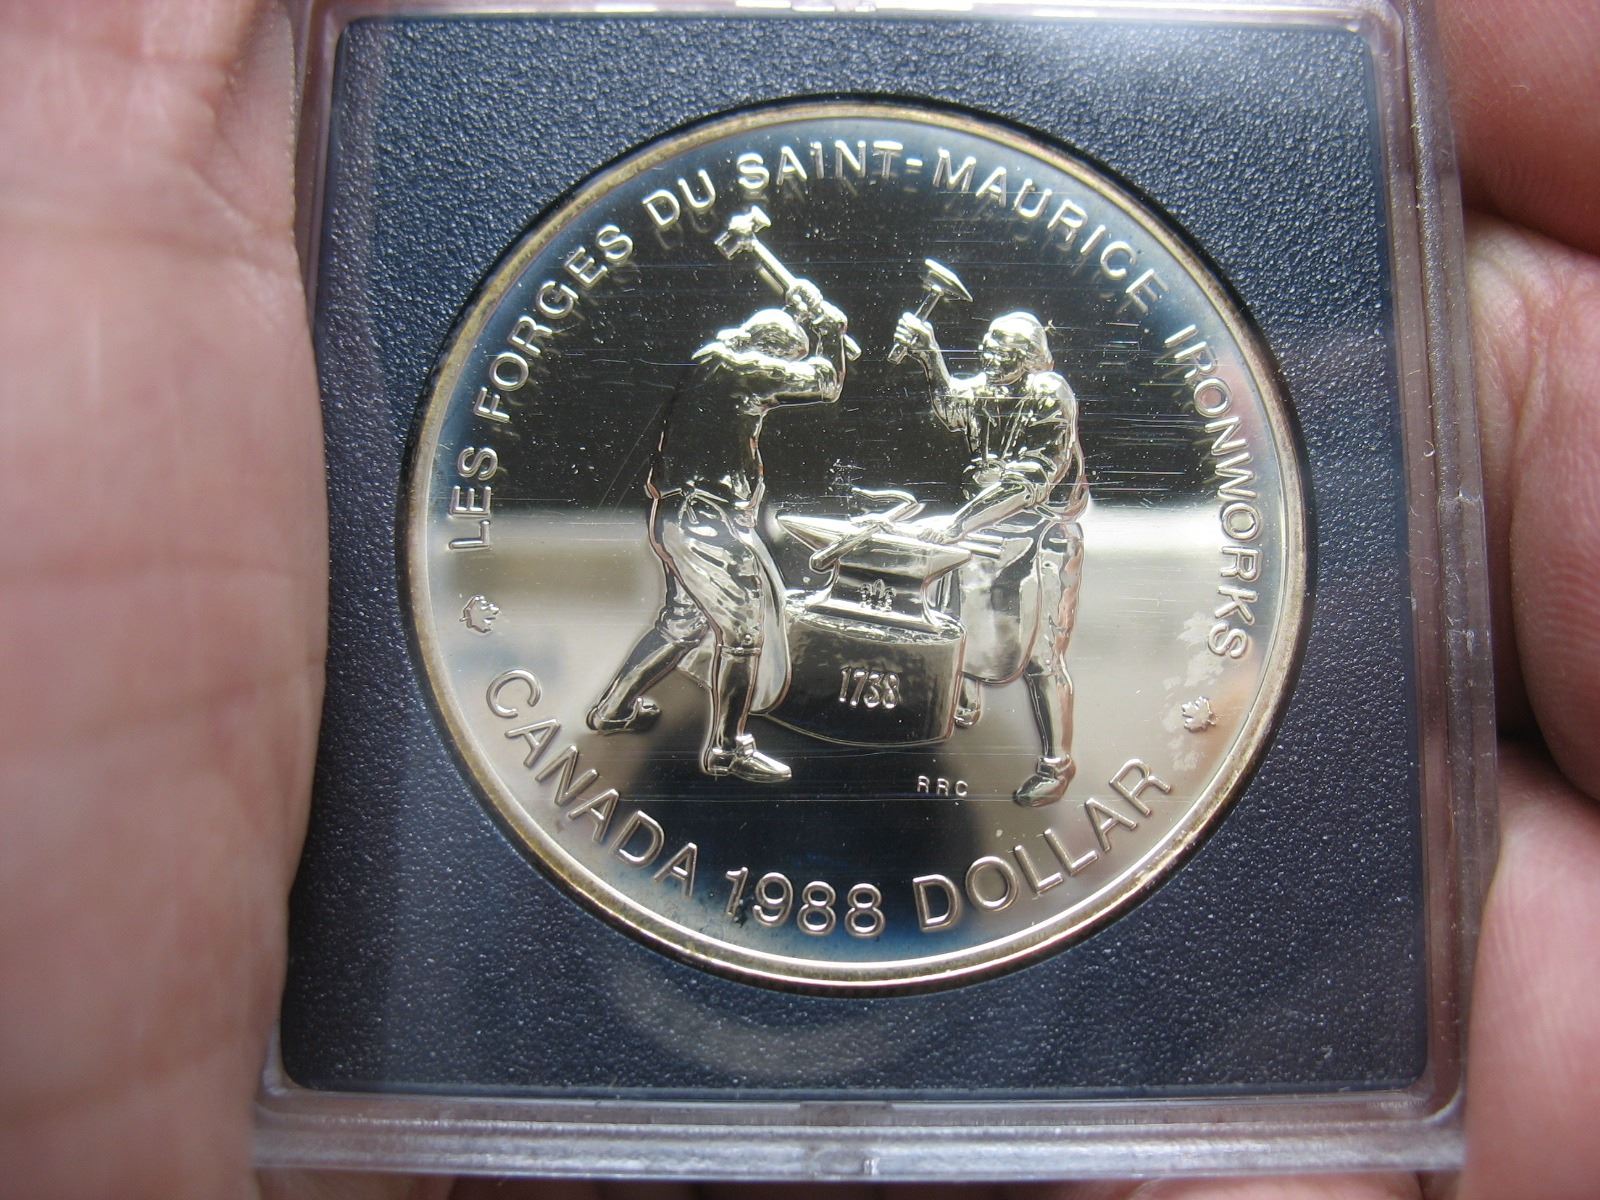 LES FORGES DU SAINT-MAURICE IRONWORKS
1738
RRC
CANADA 1988 DOLLAR